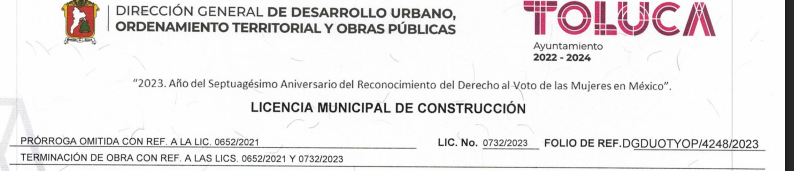 DIRECCIÓN GENERAL DE DESARROLLO URBANO,
ORDENAMIENTO TERRITORIAL Y OBRAS PÚBLICAS
TOLUCA
Ayuntamiento
2022 - 2024
"2023. Año del Septuagésimo Aniversario del Reconocimiento del Derecho al Voto de las Mujeres en México".
LICENCIA MUNICIPAL DE CONSTRUCCIÓN
PRÓRROGA OMITIDA CON REF. A LA LIC. 0652/2021 LIC. No. 0732/2023 FOLIO DE REF.DGDUOTYOP/4248/2023
TERMINACIÓN DE OBRA CON REF. A LAS LICS. 0652/2021 Y 0732/2023